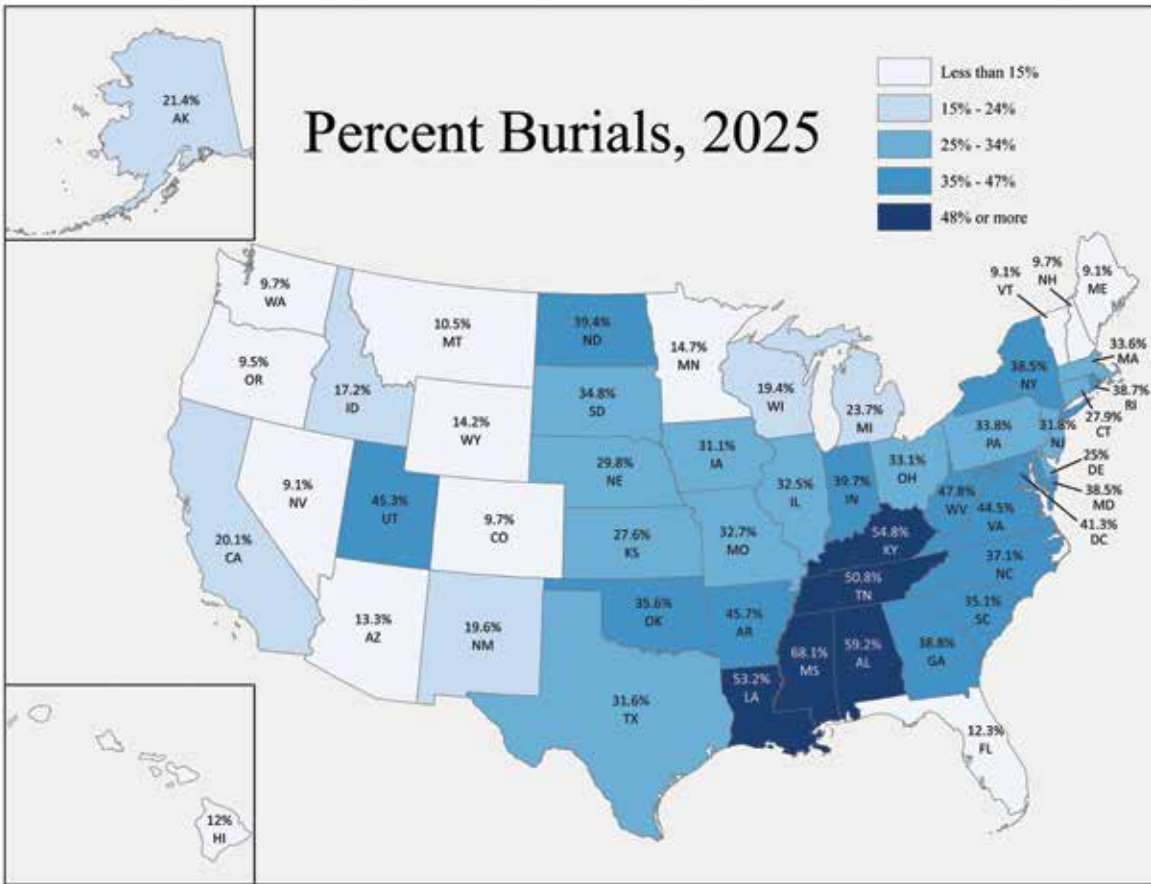 Percent Burials, 2025
Less than 15%
15% - 24%
25% - 34%
35% - 47%
48% or more
21.4%
AK
9.7%
WA
9.5%
OR
20.1%
CA
17.2%
ID
9.1%
NV
10.5%
MT
14.2%
WY
45.3%
UT
9.7%
CO
13.3%
AZ
19.6%
NM
39.4%
ND
34.8%
SD
29.8%
NE
27.6%
KS
35.6%
OK
31.6%
TX
14.7%
MN
31.1%
IA
32.7%
MO
45.7%
AR
53.2%
LA
19.4%
WI
32.5%
IL
23.7%
MI
39.7%
IN
33.1%
OH
54.8%
KY
50.8%
TN
68.1%
MS
59.2%
AL
38.8%
GA
12.3%
FL
35.1%
SC
37.1%
NC
44.5%
VA
47.8%
WV
33.8%
PA
38.5%
NY
9.1%
VT
9.7%
NH
9.1%
ME
33.6%
MA
38.7%
RI
27.9%
CT
31.8%
NJ
25%
DE
38.5%
MD
41.3%
DC
12%
HI